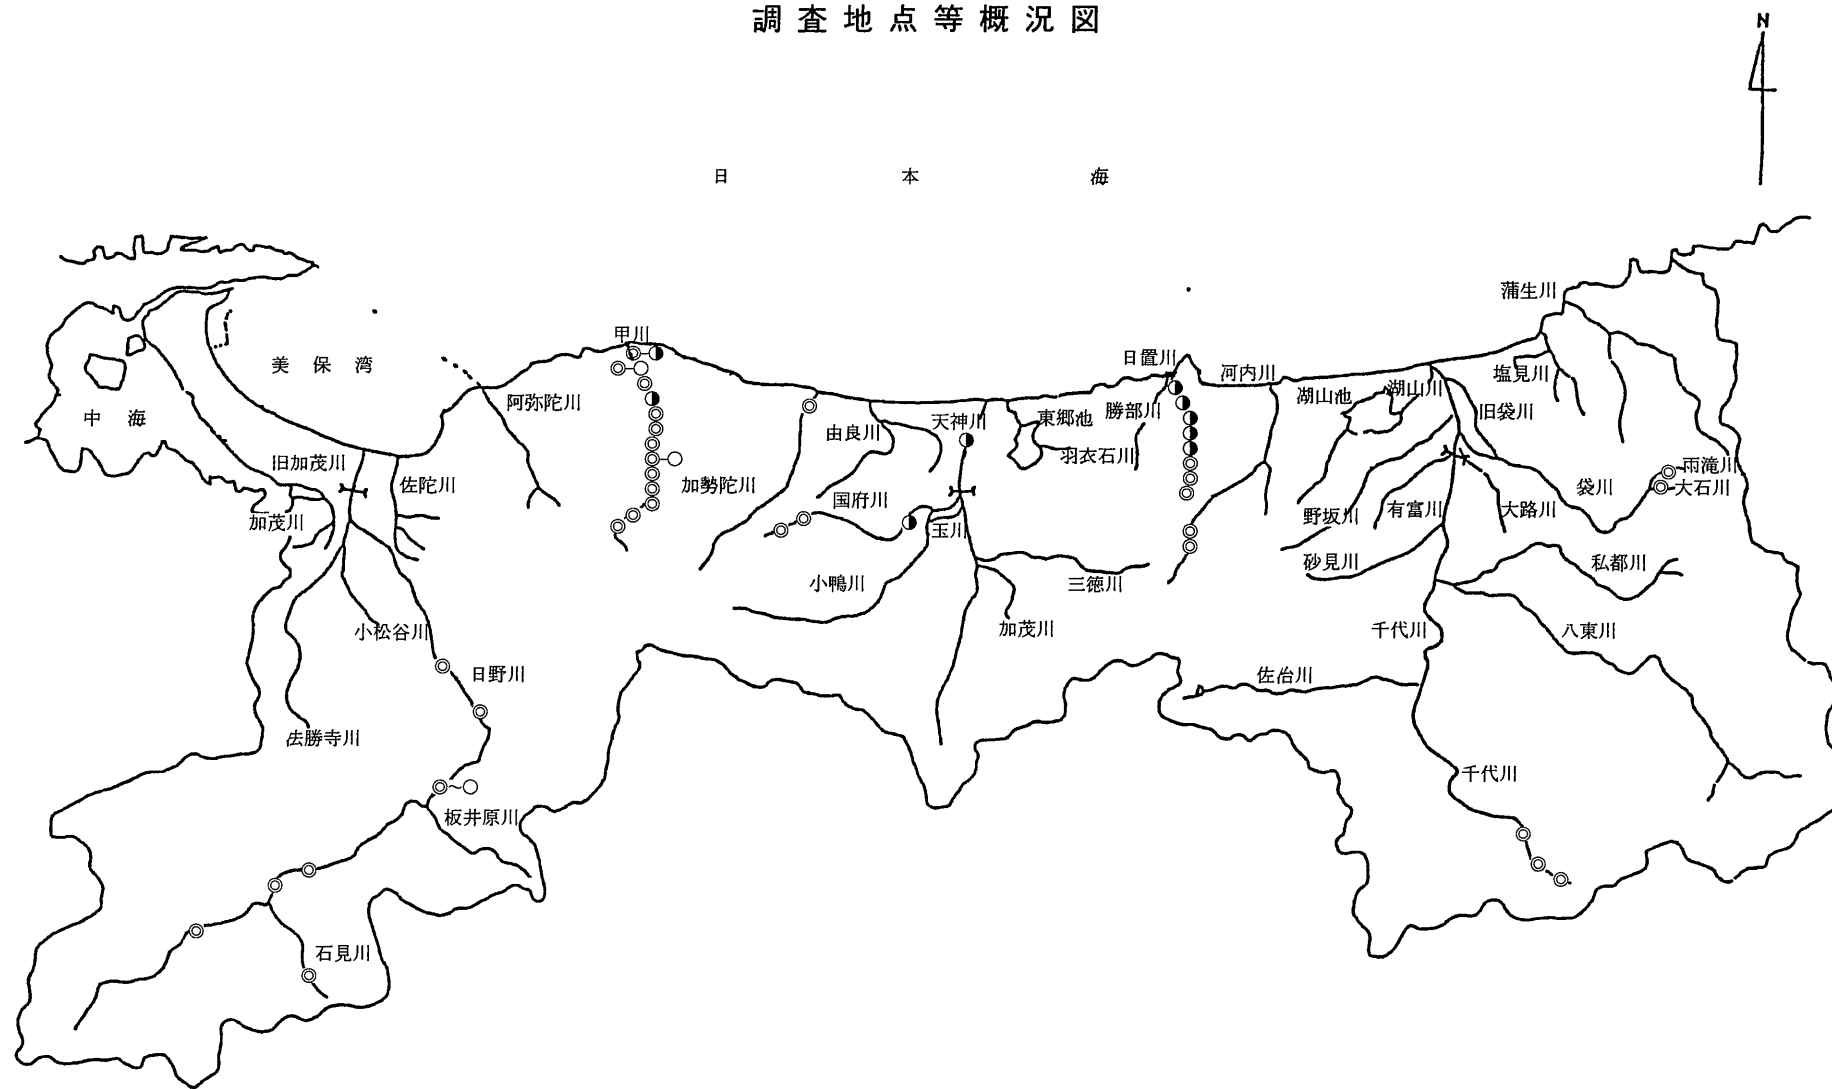 調査地点等概況図
N
日本海
蒲生川
甲川
美保湾
日置川
河内川
塩見川
中海
阿弥陀川
湖山池
湖山川
旧袋川
勝部川
東郷池
天神川
由良川
羽衣石川
旧加茂川
佐陀川
加勢陀川
雨滝川
大石川
袋川
国府川
野坂川
有富川
大路川
加茂川
玉川
砂見川
私都川
小鴨川
三徳川
小松谷川
加茂川
千代川
八東川
日野川
佐治川
法勝寺川
千代川
板井原川
石見川